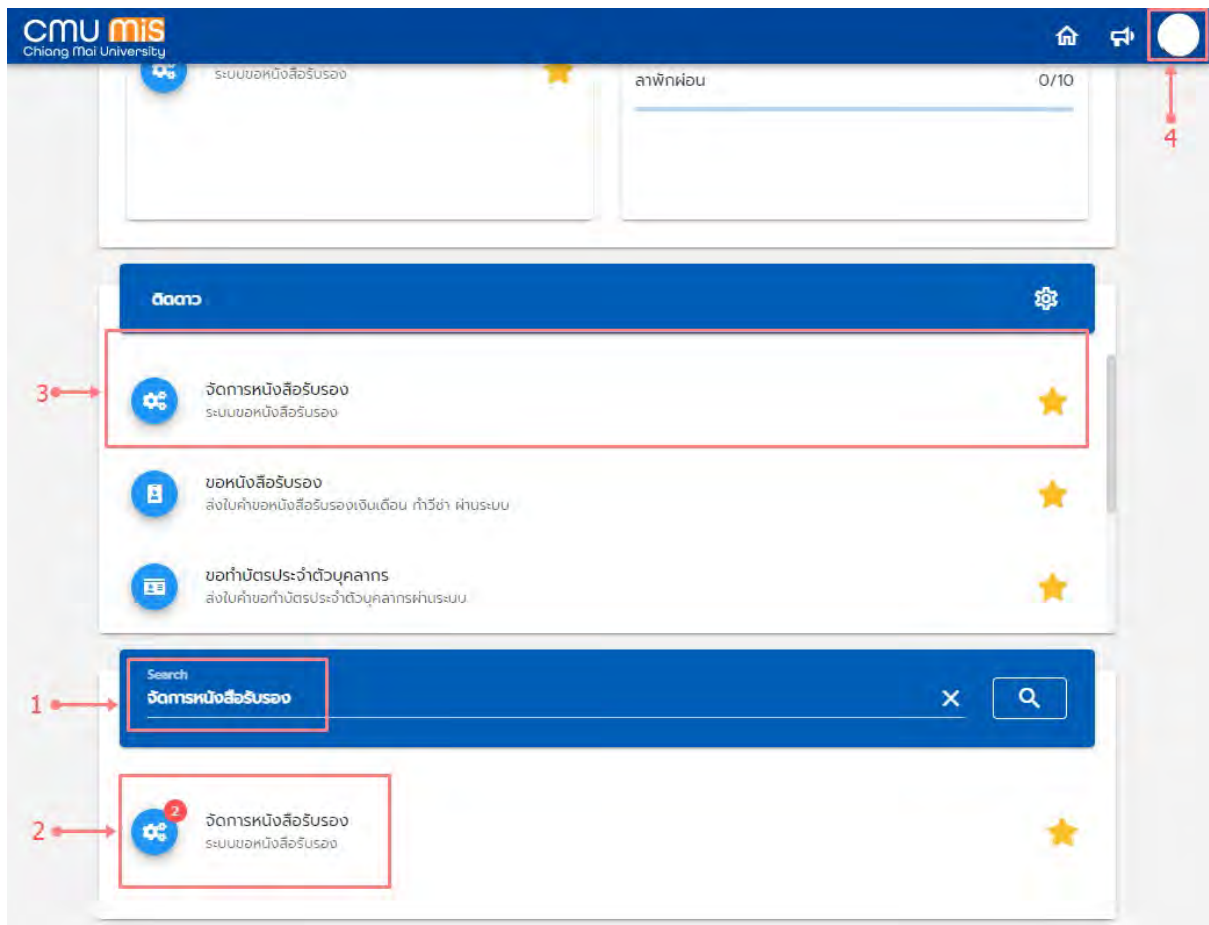 CMU MIS
Chiang Mai University
ระบบขอหนังสือรับรอง
ลาพักผ่อน 0/10
4
ติดดาว
3
จัดการหนังสือรับรอง
ระบบขอหนังสือรับรอง
ขอหนังสือรับรอง
ส่งใบคำขอหนังสือรับรองเงินเดือน ทำวีซ่า ผ่านระบบ
ขอทำบัตรประจำตัวบุคลากร
ส่งใบคำขอทำบัตรประจำตัวบุคลากรผ่านระบบ
Search
1
จัดการหนังสือรับรอง
2
2
จัดการหนังสือรับรอง
ระบบขอหนังสือรับรอง